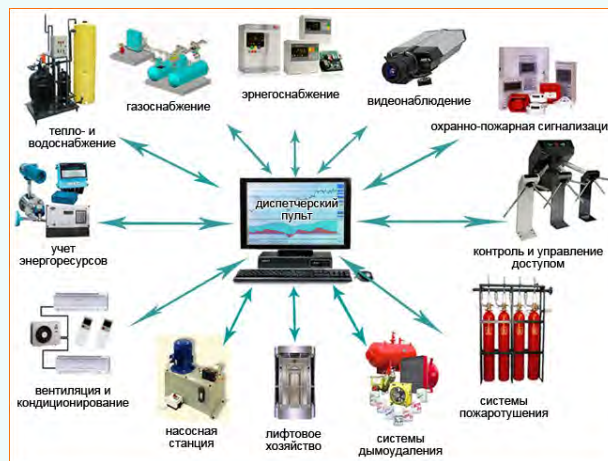 эрнегоснабжение
видеонаблюдение
газоснабжение
охранно-пожарная сигнализаци
тепло- и
водоснабжение
диспетчерский
пульт
учет
энергоресурсов
контроль и управление
доступом
вентиляция и
кондиционирование
насосная
станция
лифтовое
хозяйство
системы
дымоудаления
системы
пожаротушения